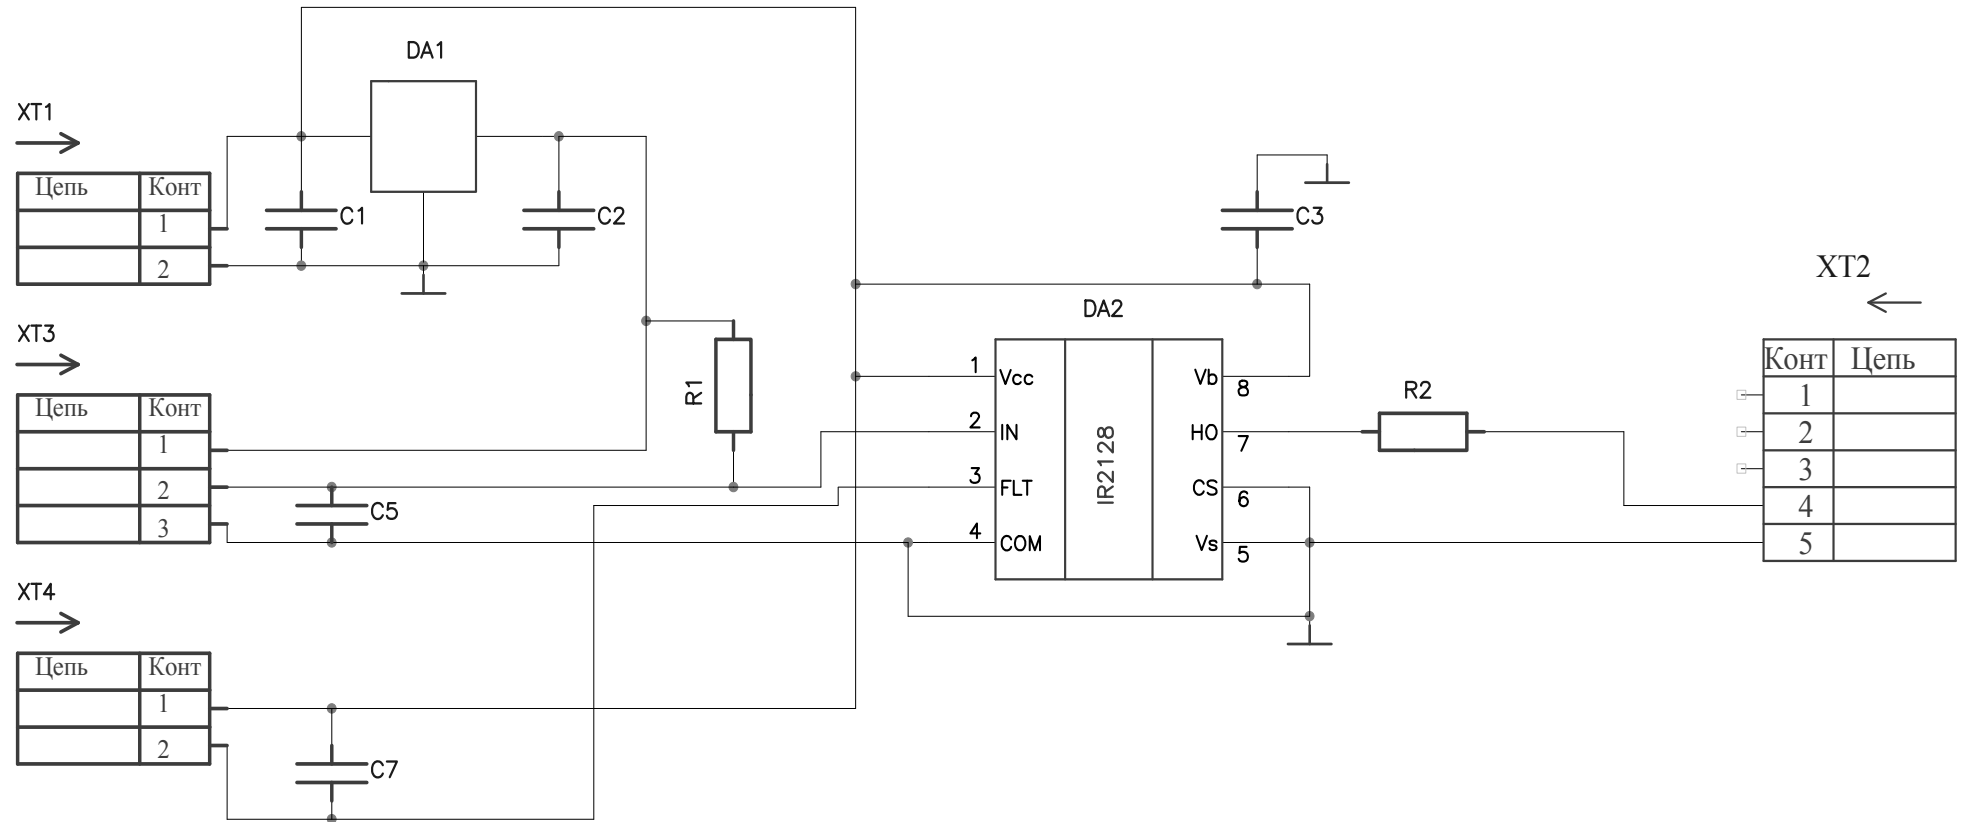 DA1
XT1
Цепь Конт
1
2
C1
C2
C3
XT3
Цепь Конт
1
2
3
C5
R1
XT4
Цепь Конт
1
2
C7
DA2
IR2128
1 Vcc
2 IN
3 FLT
4 COM
Vb 8
HO 7
CS 6
Vs 5
R2
XT2
Конт Цепь
1
2
3
4
5